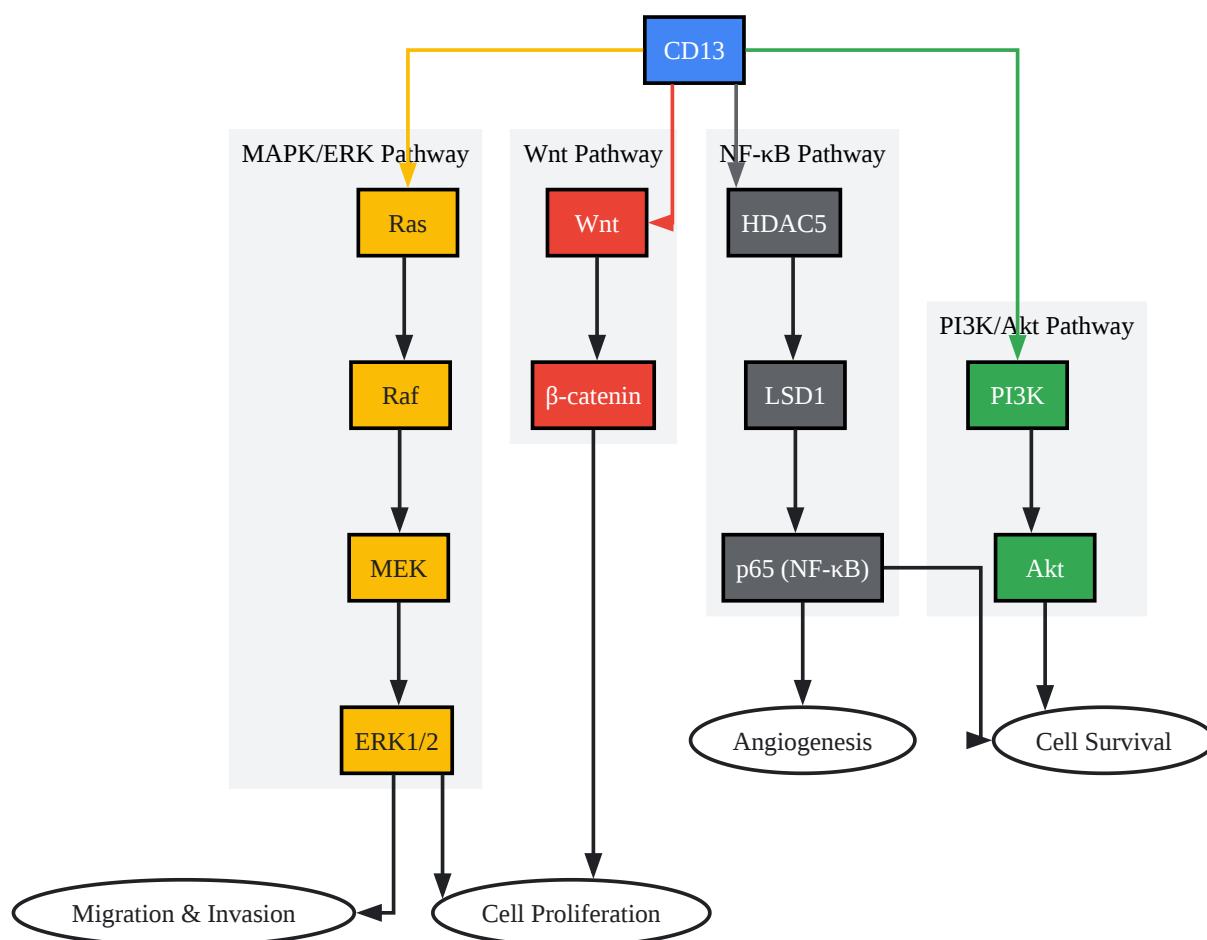 CD13
MAPK/ERK Pathway
Wnt Pathway
NF-κB Pathway
Ras
Wnt
HDAC5
PI3K/Akt Pathway
Raf
β-catenin
LSD1
PI3K
MEK
p65 (NF-κB)
Akt
ERK1/2
Angiogenesis
Cell Survival
Migration & Invasion
Cell Proliferation